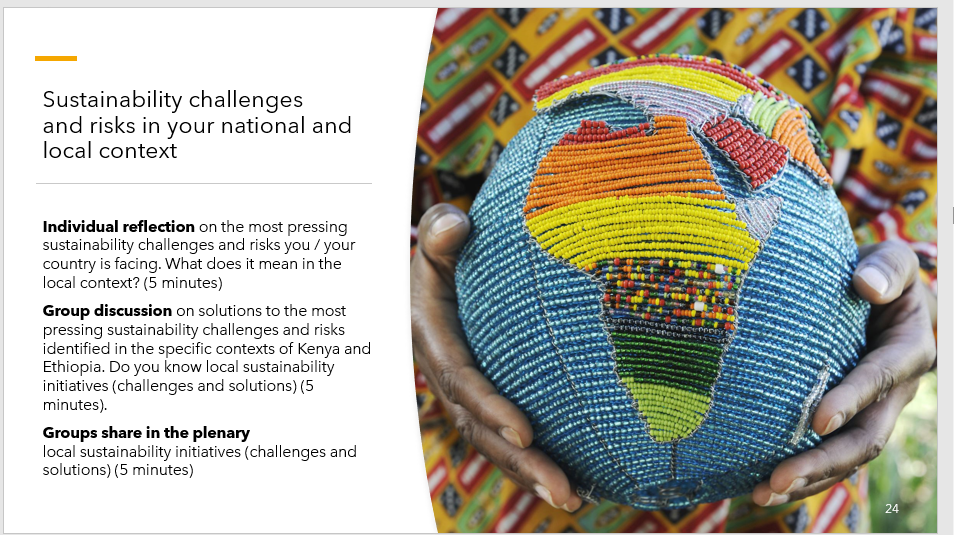 Sustainability challenges
and risks in your national and
local context
Individual reflection on the most pressing
sustainability challenges and risks you / your
country is facing. What does it mean in the
local context? (5 minutes)
Group discussion on solutions to the most
pressing sustainability challenges and risks
identified in the specific contexts of Kenya and
Ethiopia. Do you know local sustainability
initiatives (challenges and solutions) (5
minutes).
Groups share in the plenary
local sustainability initiatives (challenges and
solutions) (5 minutes)
24